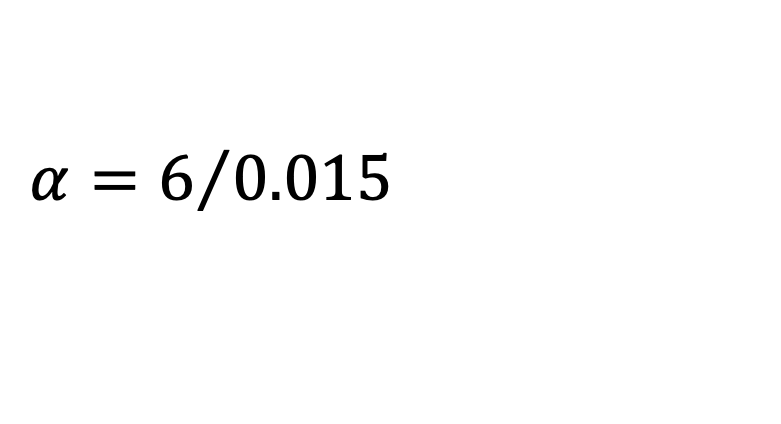 𝛼 = 6/0.015